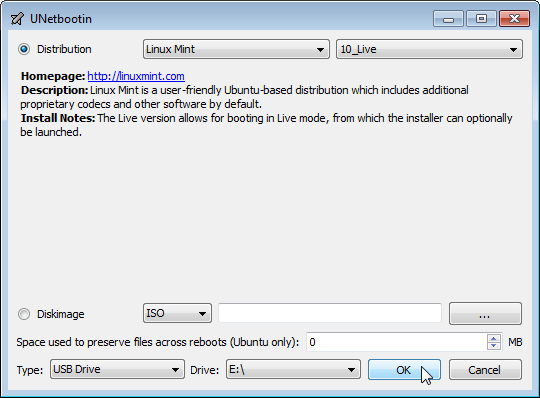 UNetbootin
Distribution Linux Mint 10_Live
Homepage: http://linuxmint.com
Description: Linux Mint is a user-friendly Ubuntu-based distribution which includes additional
proprietary codecs and other software by default.
Install Notes: The Live version allows for booting in Live mode, from which the installer can optionally
be launched.
Diskimage ISO ...
Space used to preserve files across reboots (Ubuntu only): 0 MB
Type: USB Drive Drive: E:\ OK Cancel